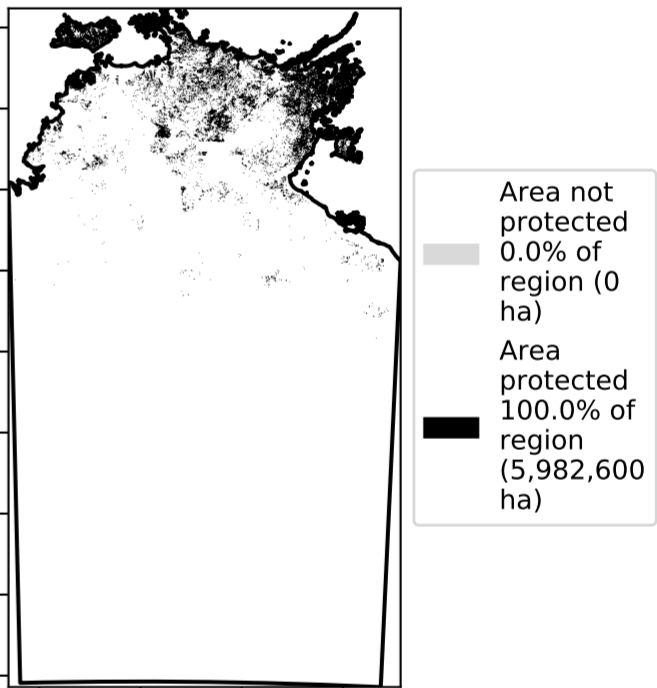 Area not
protected
0.0% of
region (0
ha)
Area
protected
100.0% of
region
(5,982,600
ha)